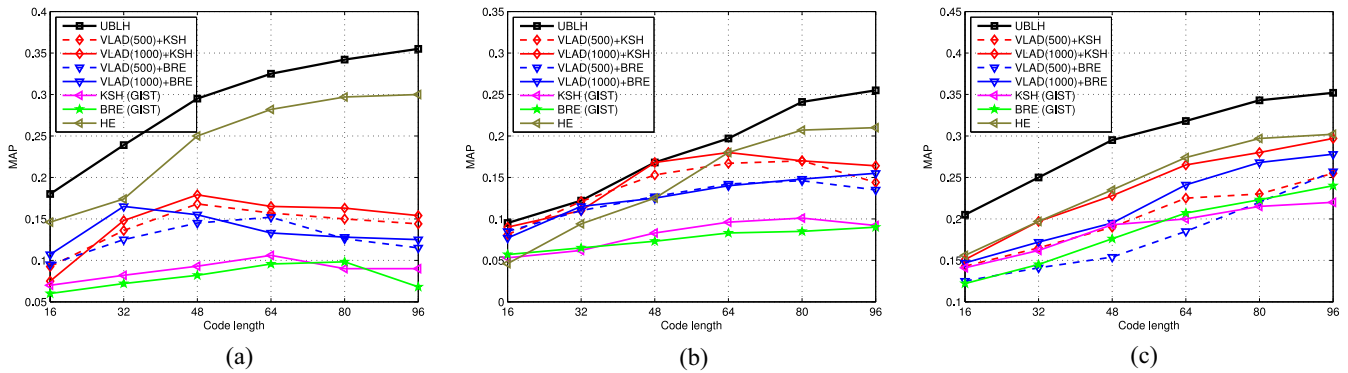 0.4
0.35
0.3
0.25
0.2
0.15
0.1
0.05
MAP
UBLH
VLAD(500)+KSH
VLAD(1000)+KSH
VLAD(500)+BRE
VLAD(1000)+BRE
KSH (GIST)
BRE (GIST)
HE
16 32 48 64 80 96
Code length
(a)
0.35
0.3
0.25
0.2
0.15
0.1
0.05
0
MAP
UBLH
VLAD(500)+KSH
VLAD(1000)+KSH
VLAD(500)+BRE
VLAD(1000)+BRE
KSH (GIST)
BRE (GIST)
HE
16 32 48 64 80 96
Code length
(b)
0.45
0.4
0.35
0.3
0.25
0.2
0.15
0.1
MAP
UBLH
VLAD(500)+KSH
VLAD(1000)+KSH
VLAD(500)+BRE
VLAD(1000)+BRE
KSH (GIST)
BRE (GIST)
HE
16 32 48 64 80 96
Code length
(c)